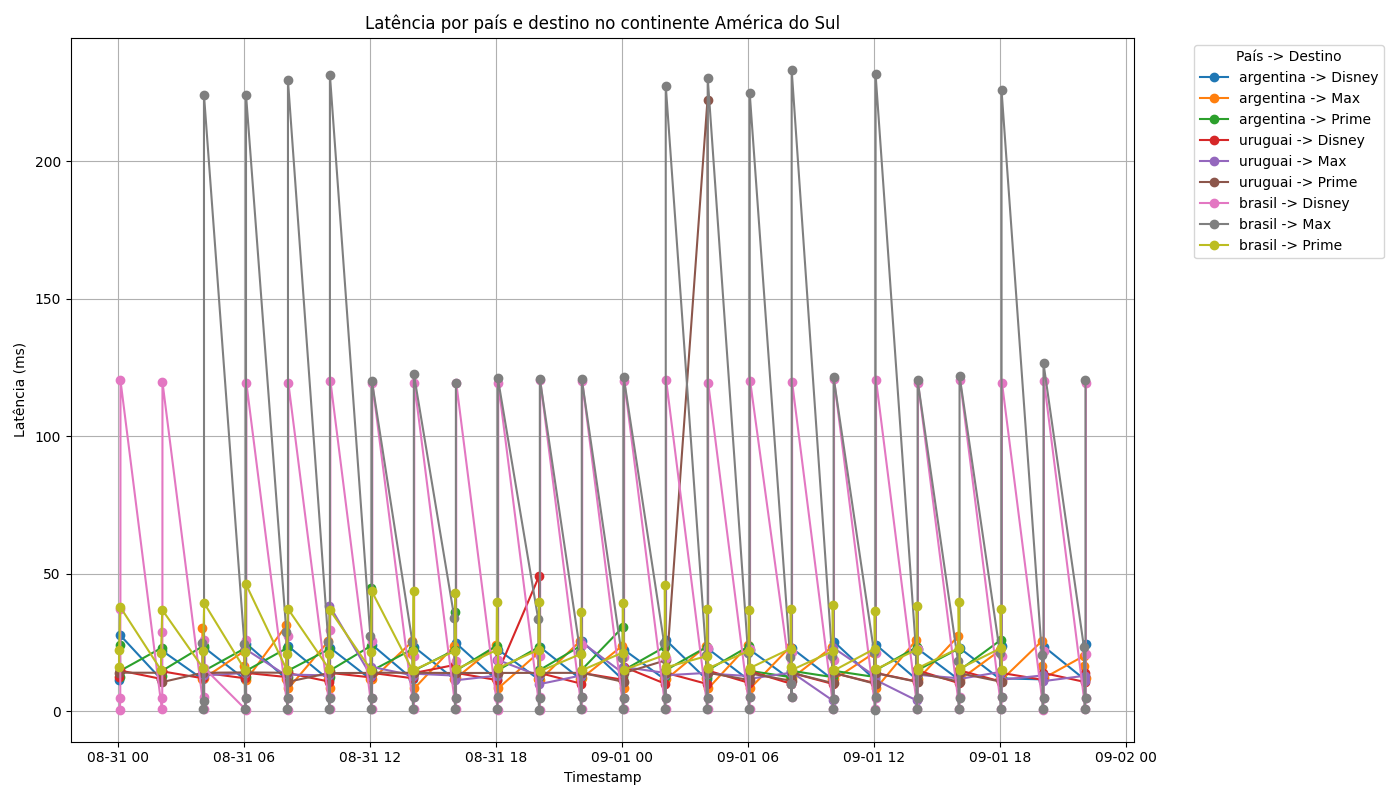 Latência por país e destino no continente América do Sul
Latência (ms)
200
150
100
50
0
08-31 00
08-31 06
08-31 12
08-31 18
09-01 00
09-01 06
09-01 12
09-01 18
09-02 00
Timestamp
País -> Destino
argentina -> Disney
argentina -> Max
argentina -> Prime
uruguai -> Disney
uruguai -> Max
uruguai -> Prime
brasil -> Disney
brasil -> Max
brasil -> Prime